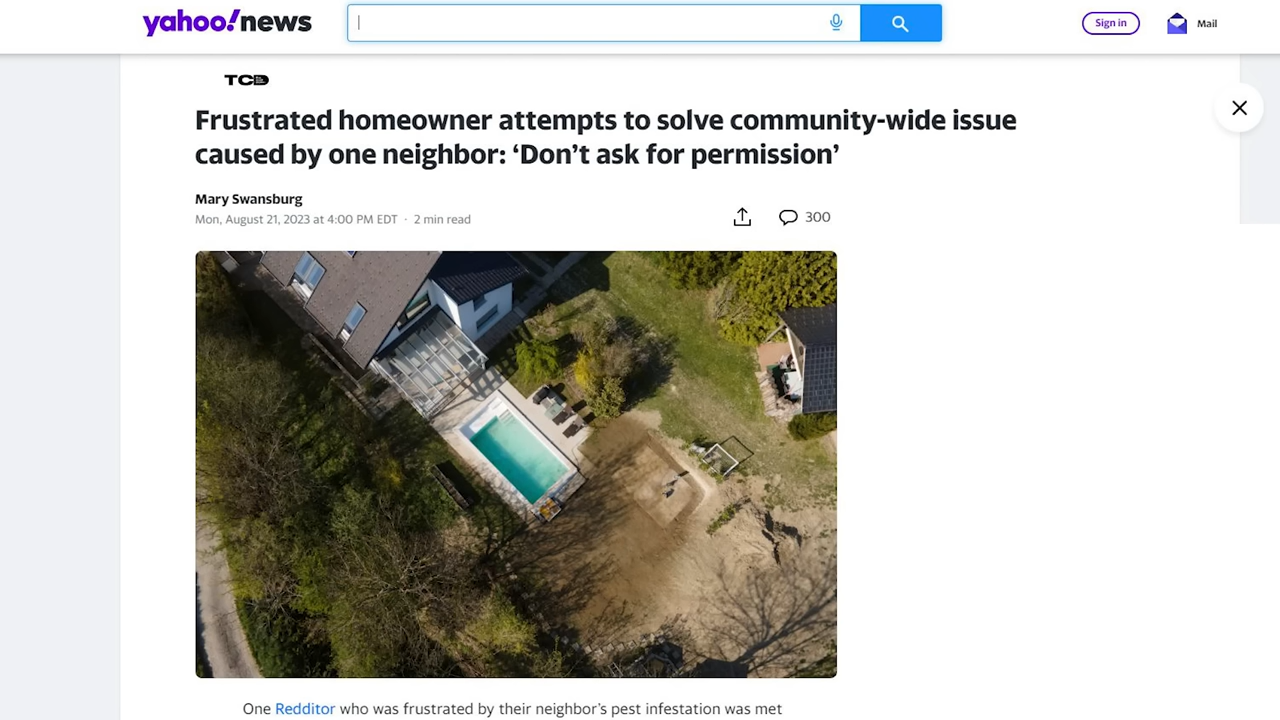 yahoo!news
Sign in
Mail
TCD
Frustrated homeowner attempts to solve community-wide issue
caused by one neighbor: ‘Don’t ask for permission’
Mary Swansburg
Mon, August 21, 2023 at 4:00 PM EDT · 2 min read
300
One Redditor who was frustrated by their neighbor’s pest infestation was met